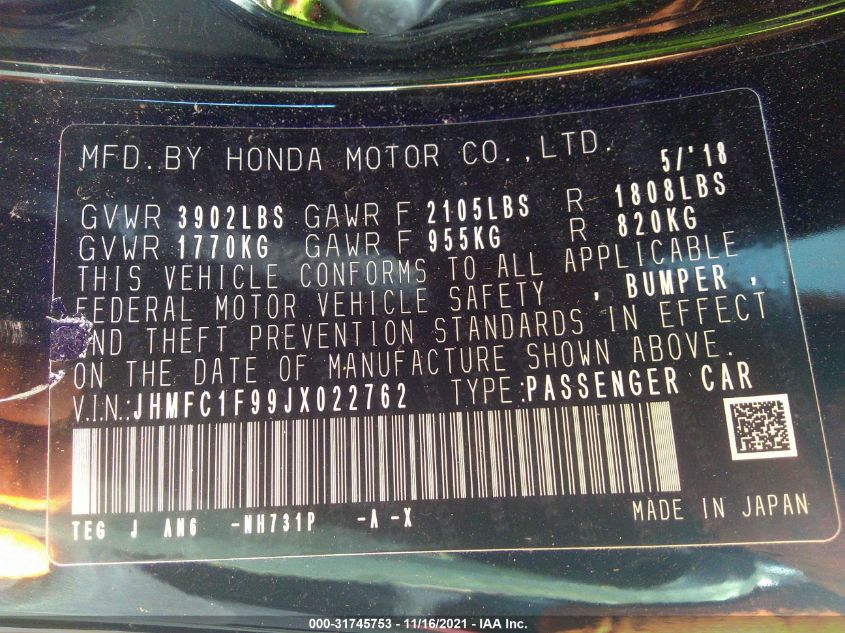 MFD. BY HONDA MOTOR CO., LTD. 5/'18
GVWR 3902LBS GAWR F 2105LBS R 1808LBS
GVWR 1770KG GAWR F 955KG R 820KG
THIS VEHICLE CONFORMS TO ALL APPLICABLE
FEDERAL MOTOR VEHICLE SAFETY , BUMPER ,
AND THEFT PREVENTION STANDARDS IN EFFECT
ON THE DATE OF MANUFACTURE SHOWN ABOVE.
V.I.N.: JHMFC1F99JX022762 TYPE: PASSENGER CAR
TEG J AN6 -NH731P -A -X MADE IN JAPAN
000-31745753 - 11/16/2021 - IAA Inc.